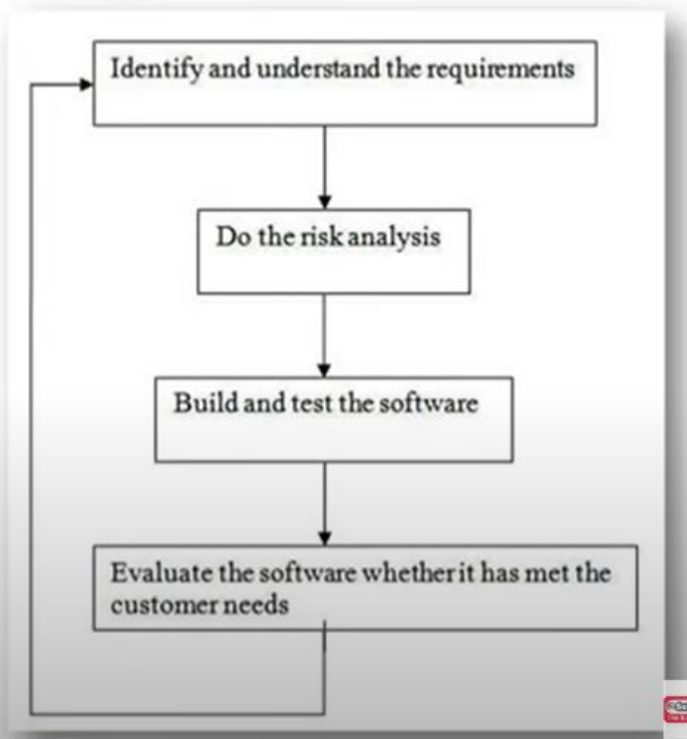 Identify and understand the requirements
Do the risk analysis
Build and test the software
Evaluate the software whether it has met the
customer needs